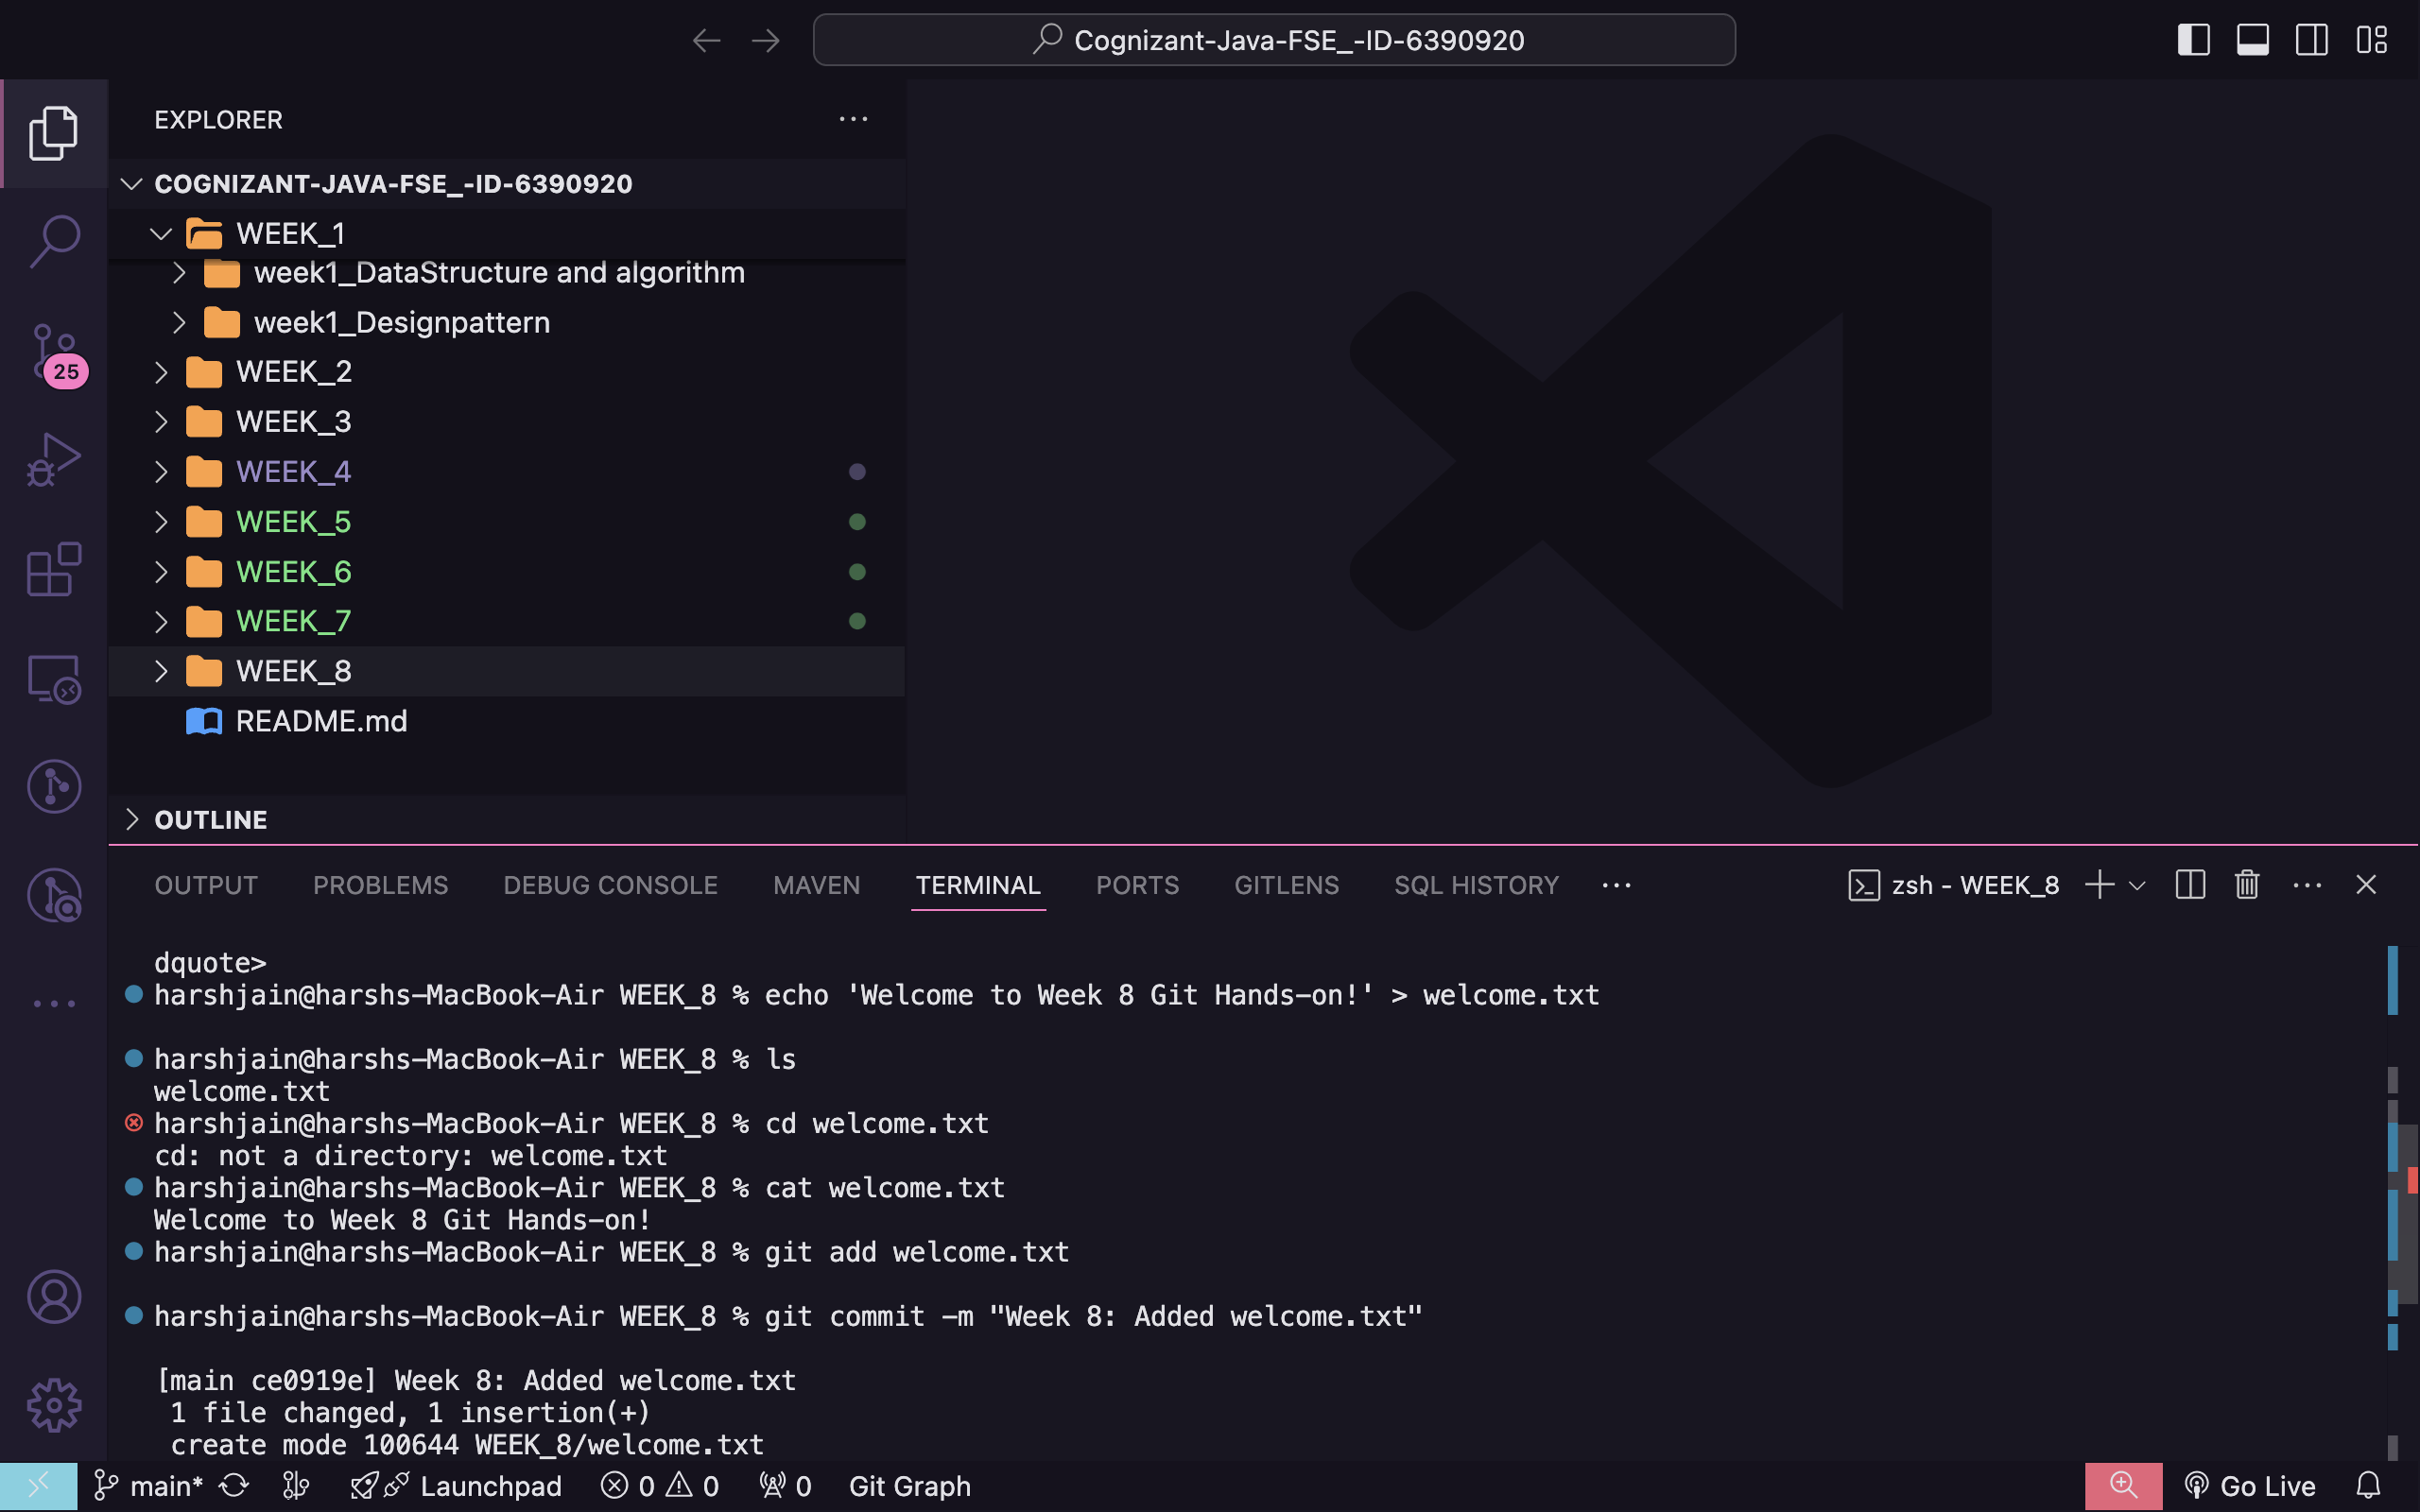 Cognizant-Java-FSE_-ID-6390920
EXPLORER
COGNIZANT-JAVA-FSE_-ID-6390920
WEEK_1
week1_DataStructure and algorithm
week1_Designpattern
WEEK_2
WEEK_3
WEEK_4
WEEK_5
WEEK_6
WEEK_7
WEEK_8
README.md
OUTLINE
25
OUTPUT PROBLEMS DEBUG CONSOLE MAVEN TERMINAL PORTS GITLENS SQL HISTORY zsh - WEEK_8
dquote>
harshjain@harshs-MacBook-Air WEEK_8 % echo 'Welcome to Week 8 Git Hands-on!' > welcome.txt
harshjain@harshs-MacBook-Air WEEK_8 % ls
welcome.txt
harshjain@harshs-MacBook-Air WEEK_8 % cd welcome.txt
cd: not a directory: welcome.txt
harshjain@harshs-MacBook-Air WEEK_8 % cat welcome.txt
Welcome to Week 8 Git Hands-on!
harshjain@harshs-MacBook-Air WEEK_8 % git add welcome.txt
harshjain@harshs-MacBook-Air WEEK_8 % git commit -m "Week 8: Added welcome.txt"
[main ce0919e] Week 8: Added welcome.txt
1 file changed, 1 insertion(+)
create mode 100644 WEEK_8/welcome.txt
main* Launchpad 0 0 0 Git Graph Go Live